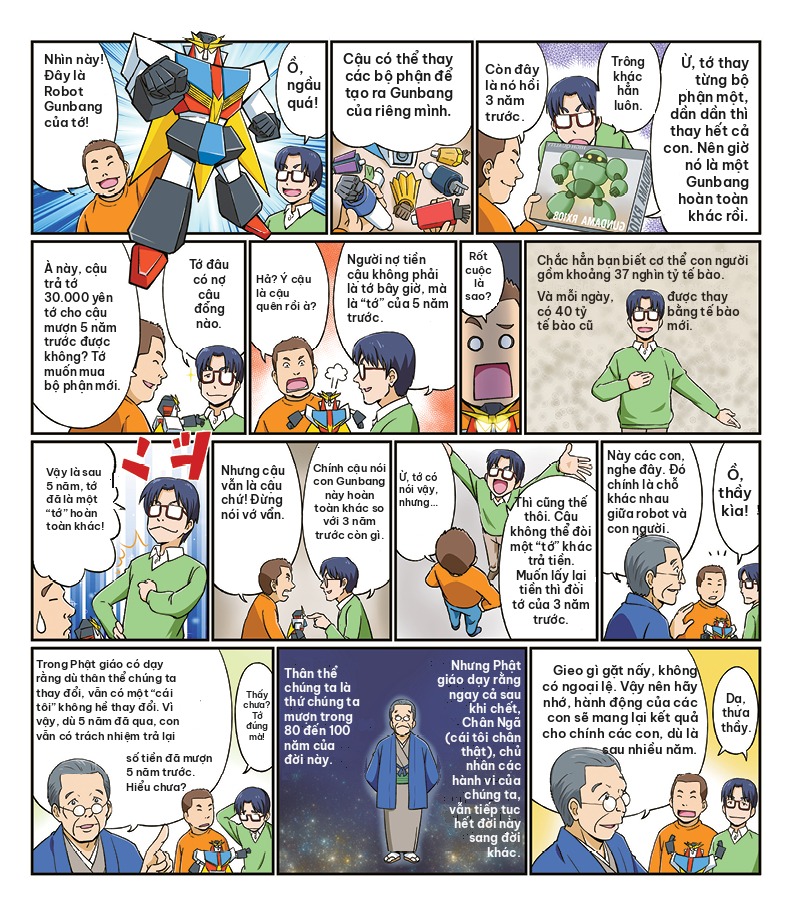 Nhìn này!
Đây là
Robot
Gunbang
của tớ!
Ồ,
ngầu
quá!
Cậu có thể thay
các bộ phận để
tạo ra Gunbang
của riêng mình.
Còn đây
là nó hồi
3 năm
trước.
Trông
khác
hẳn
luôn.
Ừ, tớ thay
từng bộ
phận một,
dần dần thì
thay hết cả
con. Nên giờ
nó là một
Gunbang
hoàn toàn
khác rồi.
GUNDAMA RX108
À này, cậu
trả tớ
30.000 yên
tớ cho cậu
mượn 5 năm
trước được
không? Tớ
muốn mua
bộ phận mới.
Tớ đâu
có nợ
cậu
đồng
nào.
Hả? Ý cậu
là cậu
quên rồi à?
Người nợ tiền
cậu không phải
là tớ bây giờ, mà
là “tớ” của 5 năm
trước.
Rốt
cuộc
là
sao?
Chắc hẳn bạn biết cơ thể con người
gồm khoảng 37 nghìn tỷ tế bào.
Và mỗi ngày,
có 40 tỷ
tế bào cũ
được thay
bằng tế bào
mới.
Vậy là sau
5 năm, tớ
đã là một
“tớ” hoàn
toàn khác!
Nhưng cậu
vẫn là cậu
chứ! Đừng
nói vớ vẩn.
Chính cậu nói
con Gunbang
này hoàn
toàn khác so
với 3 năm
trước còn gì.
Ừ, tớ có
nói vậy,
nhưng...
Thì cũng thế
thôi. Cậu
không thể đòi
một “tớ” khác
trả tiền.
Muốn lấy lại
tiền thì đòi
tớ của 3 năm
trước.
Này các con,
nghe đây. Đó
chính là chỗ
khác nhau
giữa robot và
con người.
Ồ,
thầy
kìa!
Trong Phật giáo có dạy
rằng dù thân thể chúng ta
thay đổi, vẫn có một “cái
tôi” không hề thay đổi. Vì
vậy, dù 5 năm đã qua, con
vẫn có trách nhiệm trả lại
số tiền đã mượn
5 năm trước.
Hiểu chưa?
Thấy
chưa?
Tớ
đúng
mà!
Thân thể
chúng ta là
thứ chúng ta
mượn trong
80 đến 100
năm của
đời này.
Nhưng Phật
giáo dạy rằng
ngay cả sau
khi chết,
Chân Ngã
(cái tôi chân
thật), chủ
nhân các
hành vi của
chúng ta,
vẫn tiếp tục
hết đời này
sang đời
khác.
Gieo gì gặt nấy, không
có ngoại lệ. Vậy nên hãy
nhớ, hành động của các
con sẽ mang lại kết quả
cho chính các con, dù là
sau nhiều năm.
Dạ,
thưa
thầy.